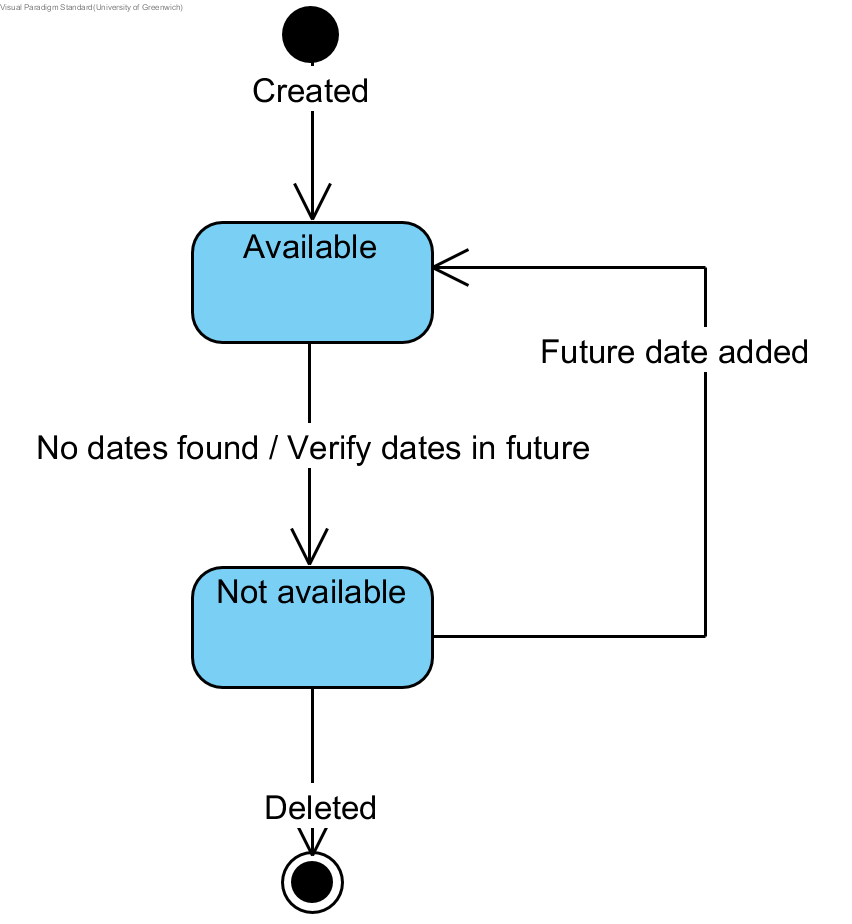 Visual Paradigm Standard(University of Greenwich)
Created
Available
Future date added
No dates found / Verify dates in future
Not available
Deleted